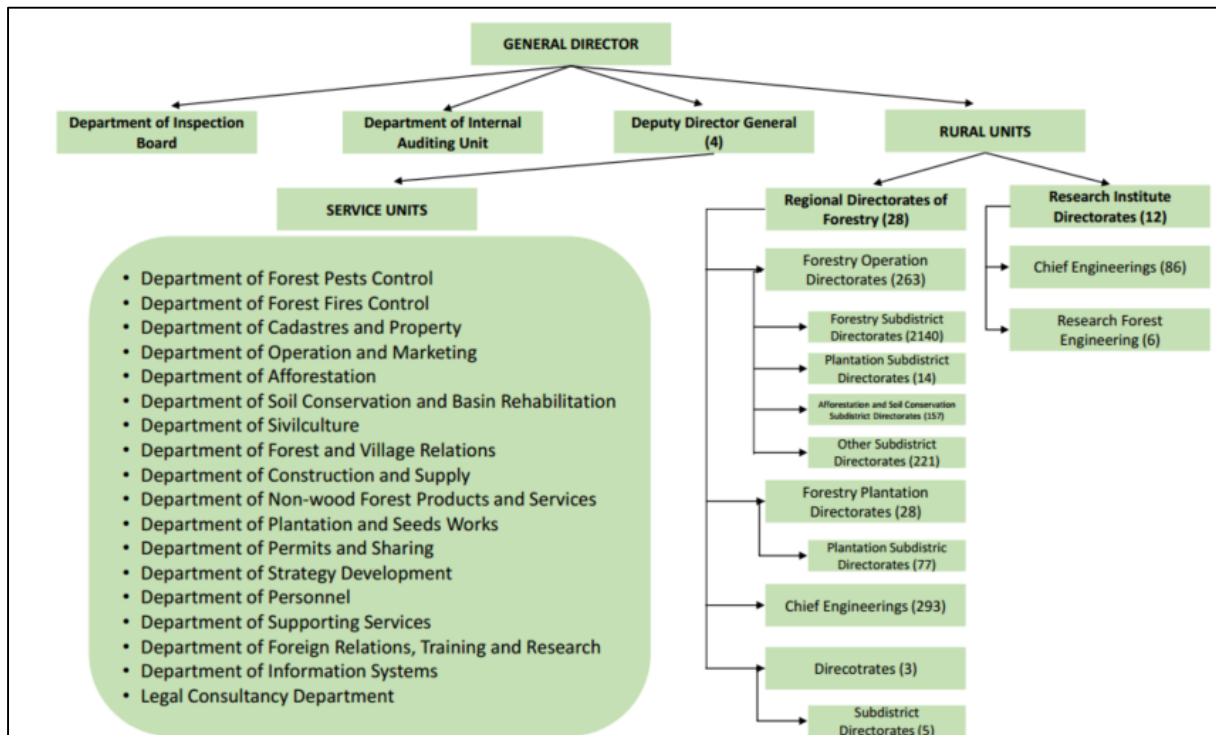 GENERAL DIRECTOR
Department of Inspection
Board
Department of Internal
Auditing Unit
Deputy Director General
(4)
RURAL UNITS
SERVICE UNITS
• Department of Forest Pests Control
• Department of Forest Fires Control
• Department of Cadastres and Property
• Department of Operation and Marketing
• Department of Afforestation
• Department of Soil Conservation and Basin Rehabilitation
• Department of Sivilculture
• Department of Forest and Village Relations
• Department of Construction and Supply
• Department of Non-wood Forest Products and Services
• Department of Plantation and Seeds Works
• Department of Permits and Sharing
• Department of Strategy Development
• Department of Personnel
• Department of Supporting Services
• Department of Foreign Relations, Training and Research
• Department of Information Systems
• Legal Consultancy Department
Regional Directorates of
Forestry (28)
Forestry Operation
Directorates (263)
Forestry Subdistrict
Directorates (2140)
Plantation Subdistrict
Directorates (14)
Afforestation and Soil Conservation
Subdistrict Directorates (157)
Other Subdistrict
Directorates (221)
Forestry Plantation
Directorates (28)
Plantation Subdistric
Directorates (77)
Chief Engineerings (293)
Direcotrates (3)
Subdistrict
Directorates (5)
Research Institute
Directorates (12)
Chief Engineerings (86)
Research Forest
Engineering (6)